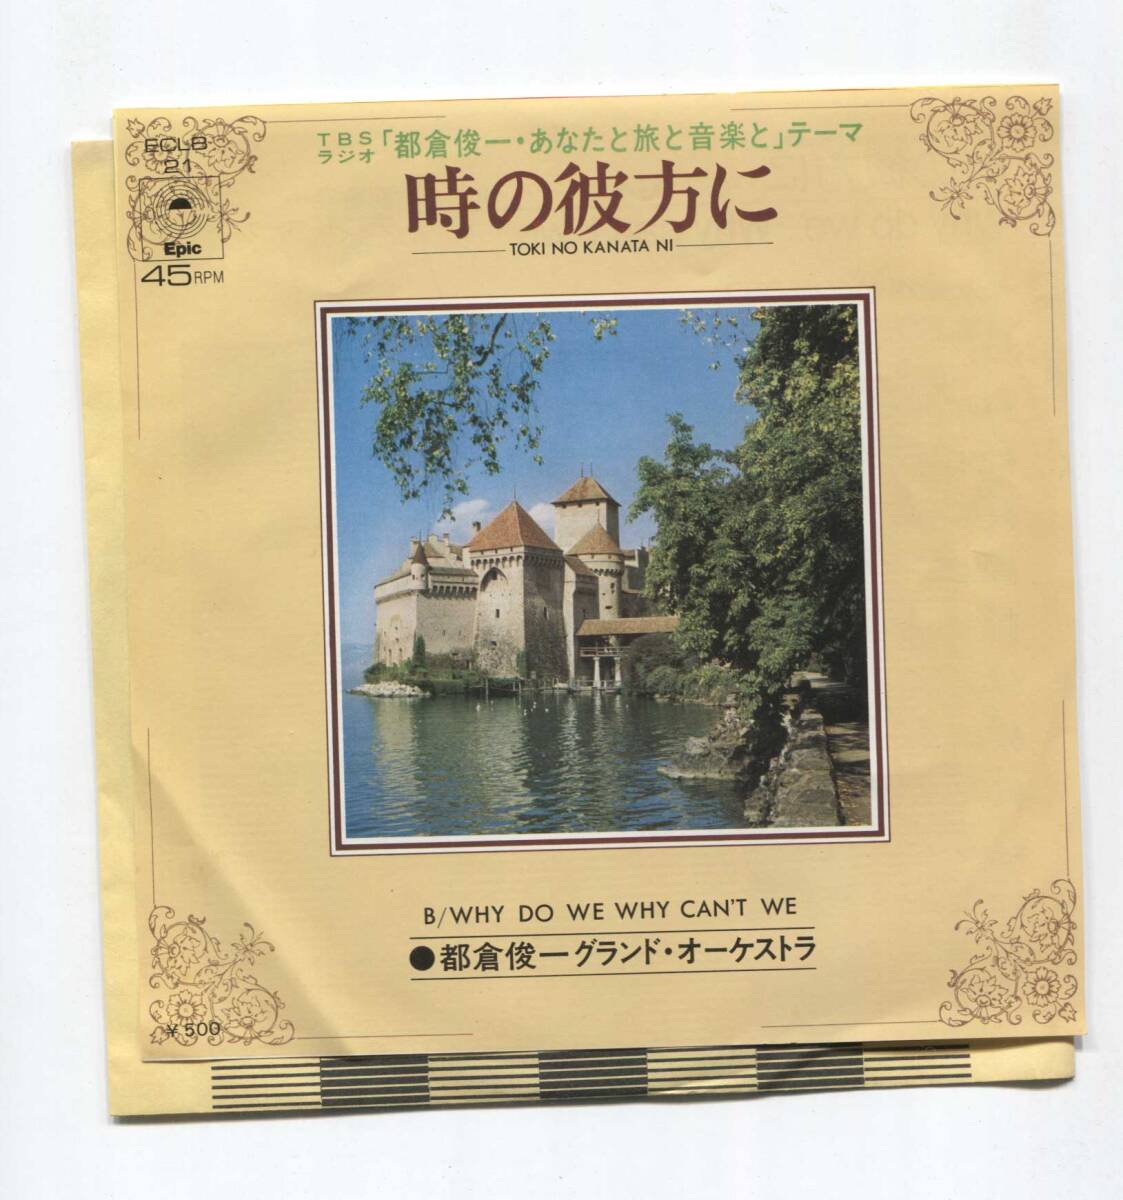 TBS
ラジオ 「都倉俊一・あなたと旅と音楽と」テーマ
時の彼方に
TOKI NO KANATA NI
ECLB
21
Epic
45 RPM
B/WHY DO WE WHY CAN'T WE
●都倉俊一グランド・オーケストラ
¥500